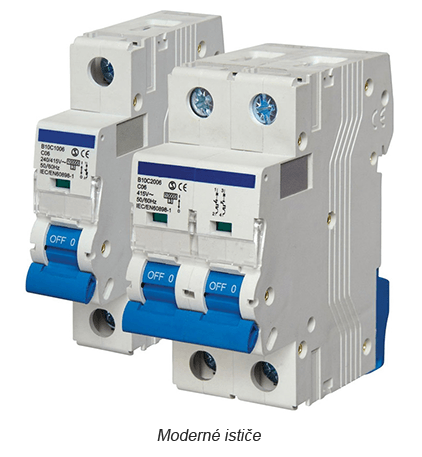 B10C1006
C06
240/415V~
50/60Hz
IEC/EN60898-1
OFF 0
B10C2006
C06
415V~
50/60Hz
IEC/EN60898-1
OFF 0
OFF 0
Moderné ističe